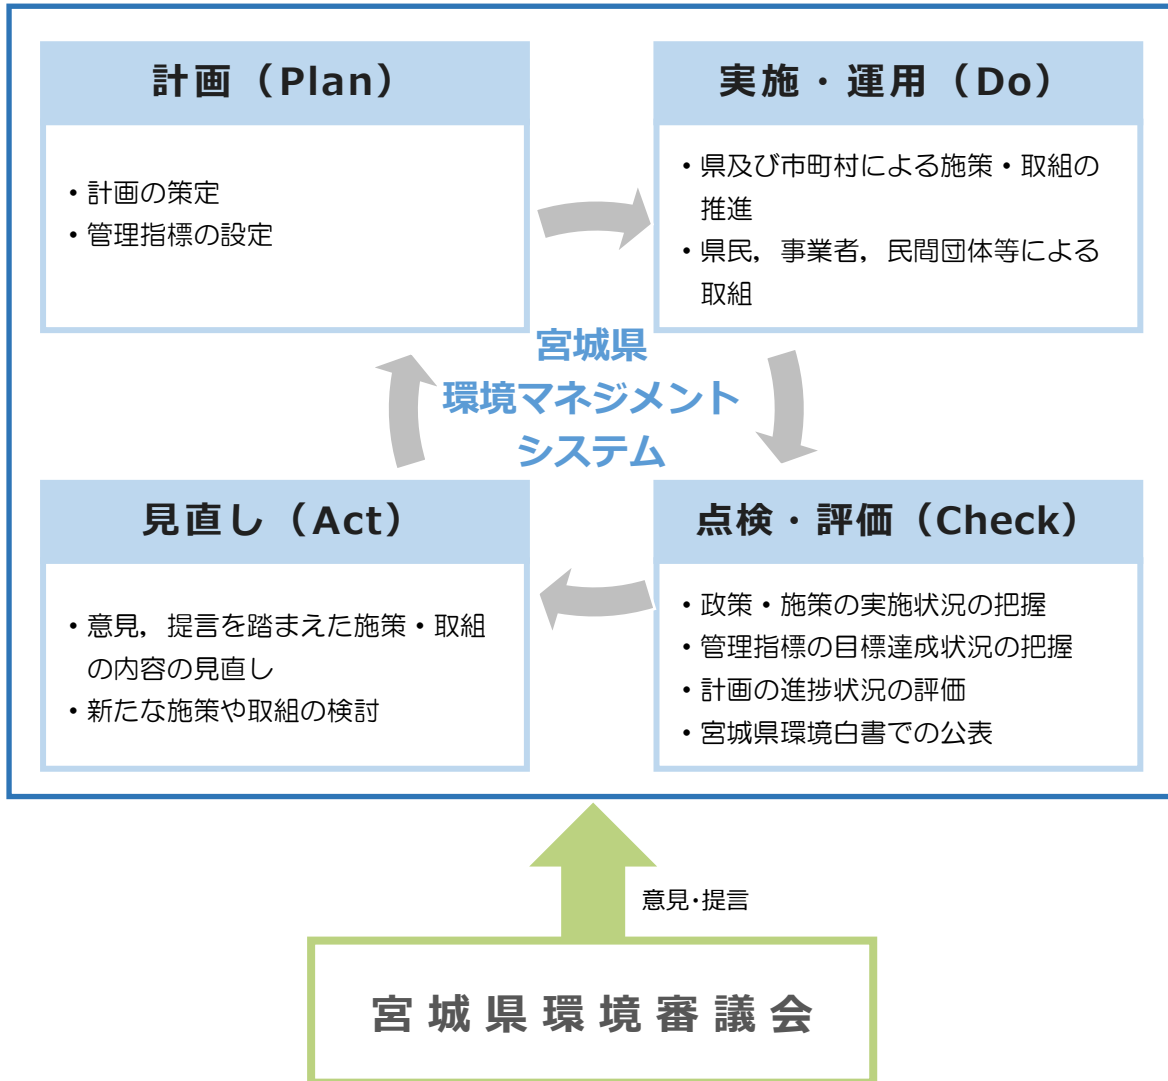 計画（Plan）
・計画の策定
・管理指標の設定
実施・運用（Do）
・県及び市町村による施策・取組の
推進
・県民，事業者，民間団体等による
取組
宮城県
環境マネジメント
システム
見直し（Act）
・意見，提言を踏まえた施策・取組
の内容の見直し
・新たな施策や取組の検討
点検・評価（Check）
・政策・施策の実施状況の把握
・管理指標の目標達成状況の把握
・計画の進捗状況の評価
・宮城県環境白書での公表
意見・提言
宮城県環境審議会